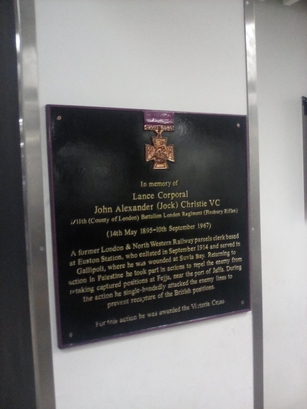 In memory of
Lance Corporal
John Alexander (Jock) Christie VC
1/11th (County of London) Battalion London Regiment (Finsbury Rifles)
(14th May 1895–10th September 1967)
A former London & North Western Railway parcels clerk based
at Euston Station, who enlisted in September 1914 and served in
Gallipoli, where he was wounded at Suvla Bay. Returning to
action in Palestine he took part in actions to repel the enemy from
retaking captured positions at Fejja, near the port of Jaffa. During
the action he single-handedly attacked the enemy lines to
prevent recapture of the British positions.
For this action he was awarded the Victoria Cross